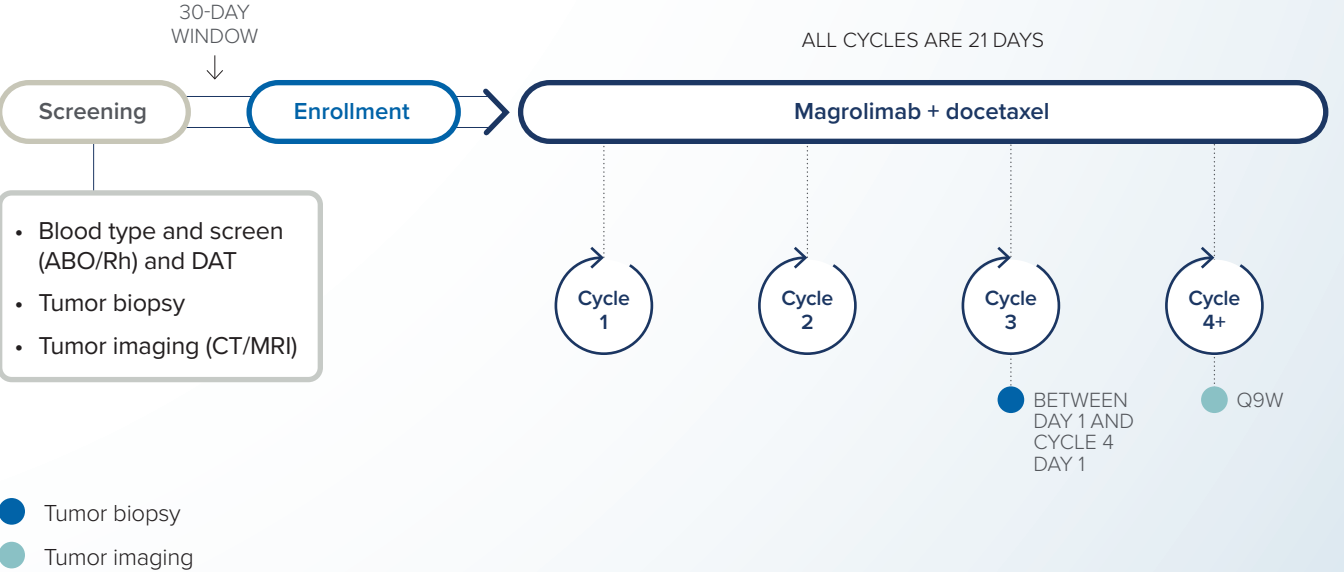 30-DAY
WINDOW
ALL CYCLES ARE 21 DAYS
Screening
Enrollment
Magrolimab + docetaxel
• Blood type and screen
(ABO/Rh) and DAT
• Tumor biopsy
• Tumor imaging (CT/MRI)
Cycle
1
Cycle
2
Cycle
3
Cycle
4+
BETWEEN
DAY 1 AND
CYCLE 4
DAY 1
Q9W
Tumor biopsy
Tumor imaging